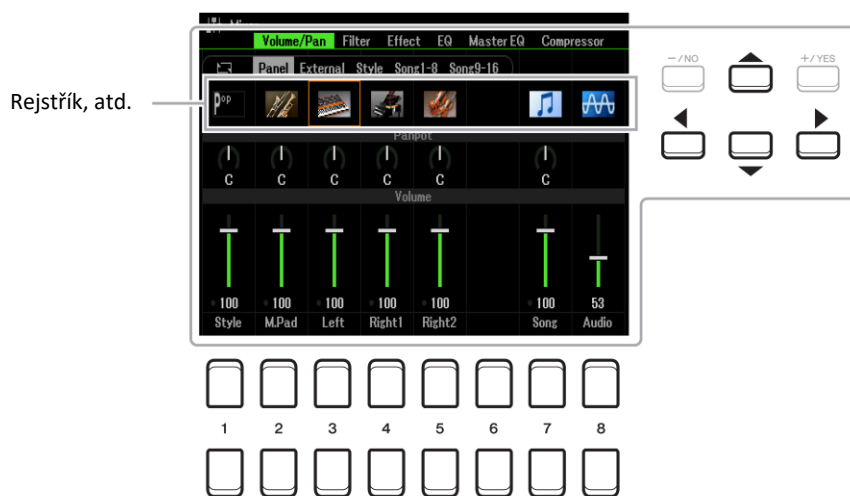 Volume/Pan Filter Effect EQ Master EQ Compressor
Panel External Style Song1-8 Song9-16
-/NO +/YES
Rejstřík, atd.
Pop
Panpot
C C C C C C
Volume
100 100 100 100 100 100 53
Style M.Pad Left Right1 Right2 Song Audio
1 2 3 4 5 6 7 8